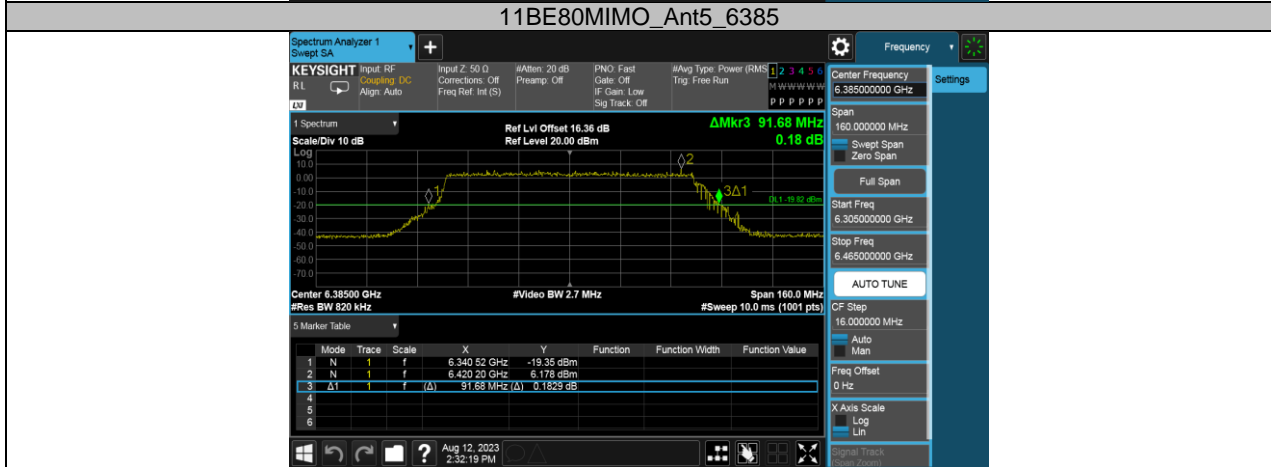 11BE80MIMO_Ant5_6385
Spectrum Analyzer 1
Swept SA
Frequency
KEYSIGHT Input: RF Input Z: 50 Ω #Atten: 20 dB PNO: Fast #Avg Type: Power (RMS 1 2 3 4 5 6
RL Coupling: DC Corrections: Off Preamp: Off Gate: Off Trig: Free Run M W W W W W
Align: Auto Freq Ref: Int (S) IF Gain: Low
Sig Track: Off P P P P P P
LXI
Center Frequency
6.385000000 GHz
Settings
1 Spectrum
Ref Lvl Offset 16.36 dB
ΔMkr3 91.68 MHz
Scale/Div 10 dB
Ref Level 20.00 dBm
0.18 dB
Log
10.0
0.00
-10.0
-20.0
-30.0
-40.0
-50.0
-60.0
-70.0
1
2
3Δ1
DL1 -19.82 dBm
Center 6.38500 GHz #Video BW 2.7 MHz Span 160.0 MHz
#Res BW 820 kHz #Sweep 10.0 ms (1001 pts)
Span
160.000000 MHz
Swept Span
Zero Span
Full Span
Start Freq
6.305000000 GHz
Stop Freq
6.465000000 GHz
AUTO TUNE
CF Step
16.000000 MHz
Auto
Man
Freq Offset
0 Hz
X Axis Scale
Log
Lin
Signal Track
(Span Zoom)
5 Marker Table
Mode Trace Scale X Y Function Function Width Function Value
1 N 1 f 6.340 52 GHz -19.35 dBm
2 N 1 f 6.420 20 GHz 6.178 dBm
3 Δ1 1 f (Δ) 91.68 MHz (Δ) 0.1829 dB
4
5
6
? Aug 12, 2023
2:32:19 PM